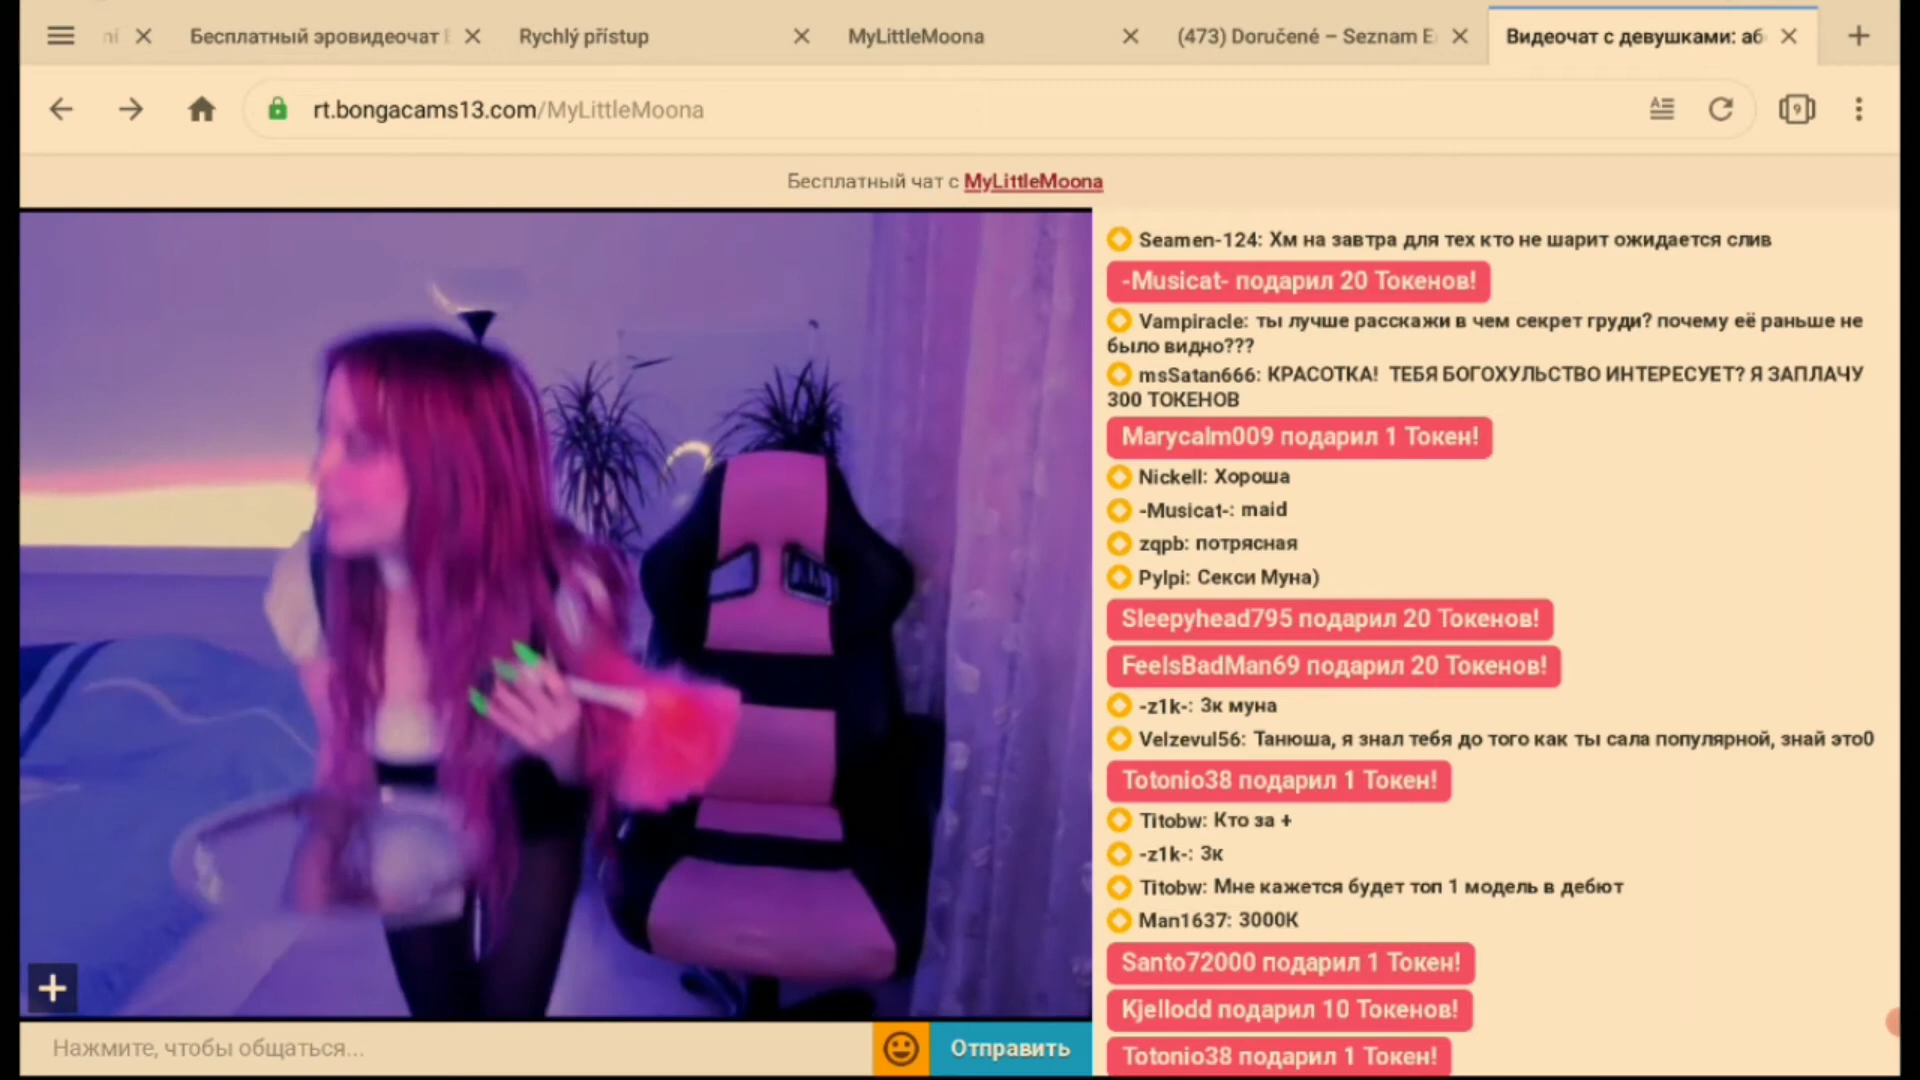 Бесплатный эровидеочат
Rychlý přístup
MyLittleMoona
(473) Doručené – Seznam E
Видеочат с девушками: аб
rt.bongacams13.com/MyLittleMoona
9
Бесплатный чат с MyLittleMoona
Seamen-124: Хм на завтра для тех кто не шарит ожидается слив
-Musicat- подарил 20 Токенов!
Vampiracle: ты лучше расскажи в чем секрет груди? почему её раньше не
было видно???
msSatan666: КРАСОТКА! ТЕБЯ БОГОХУЛЬСТВО ИНТЕРЕСУЕТ? Я ЗАПЛАЧУ
300 ТОКЕНОВ
Marycalm009 подарил 1 Токен!
Nickell: Хороша
-Musicat-: maid
zqpb: потрясная
Pylpi: Секси Муна)
Sleepyhead795 подарил 20 Токенов!
FeelsBadMan69 подарил 20 Токенов!
-z1k-: 3к муна
Velzevul56: Танюша, я знал тебя до того как ты сала популярной, знай это0
Totonio38 подарил 1 Токен!
Titobw: Кто за +
-z1k-: 3к
Titobw: Мне кажется будет топ 1 модель в дебют
Man1637: 3000К
Santo72000 подарил 1 Токен!
Kjellodd подарил 10 Токенов!
Totonio38 подарил 1 Токен!
Нажмите, чтобы общаться...
Отправить